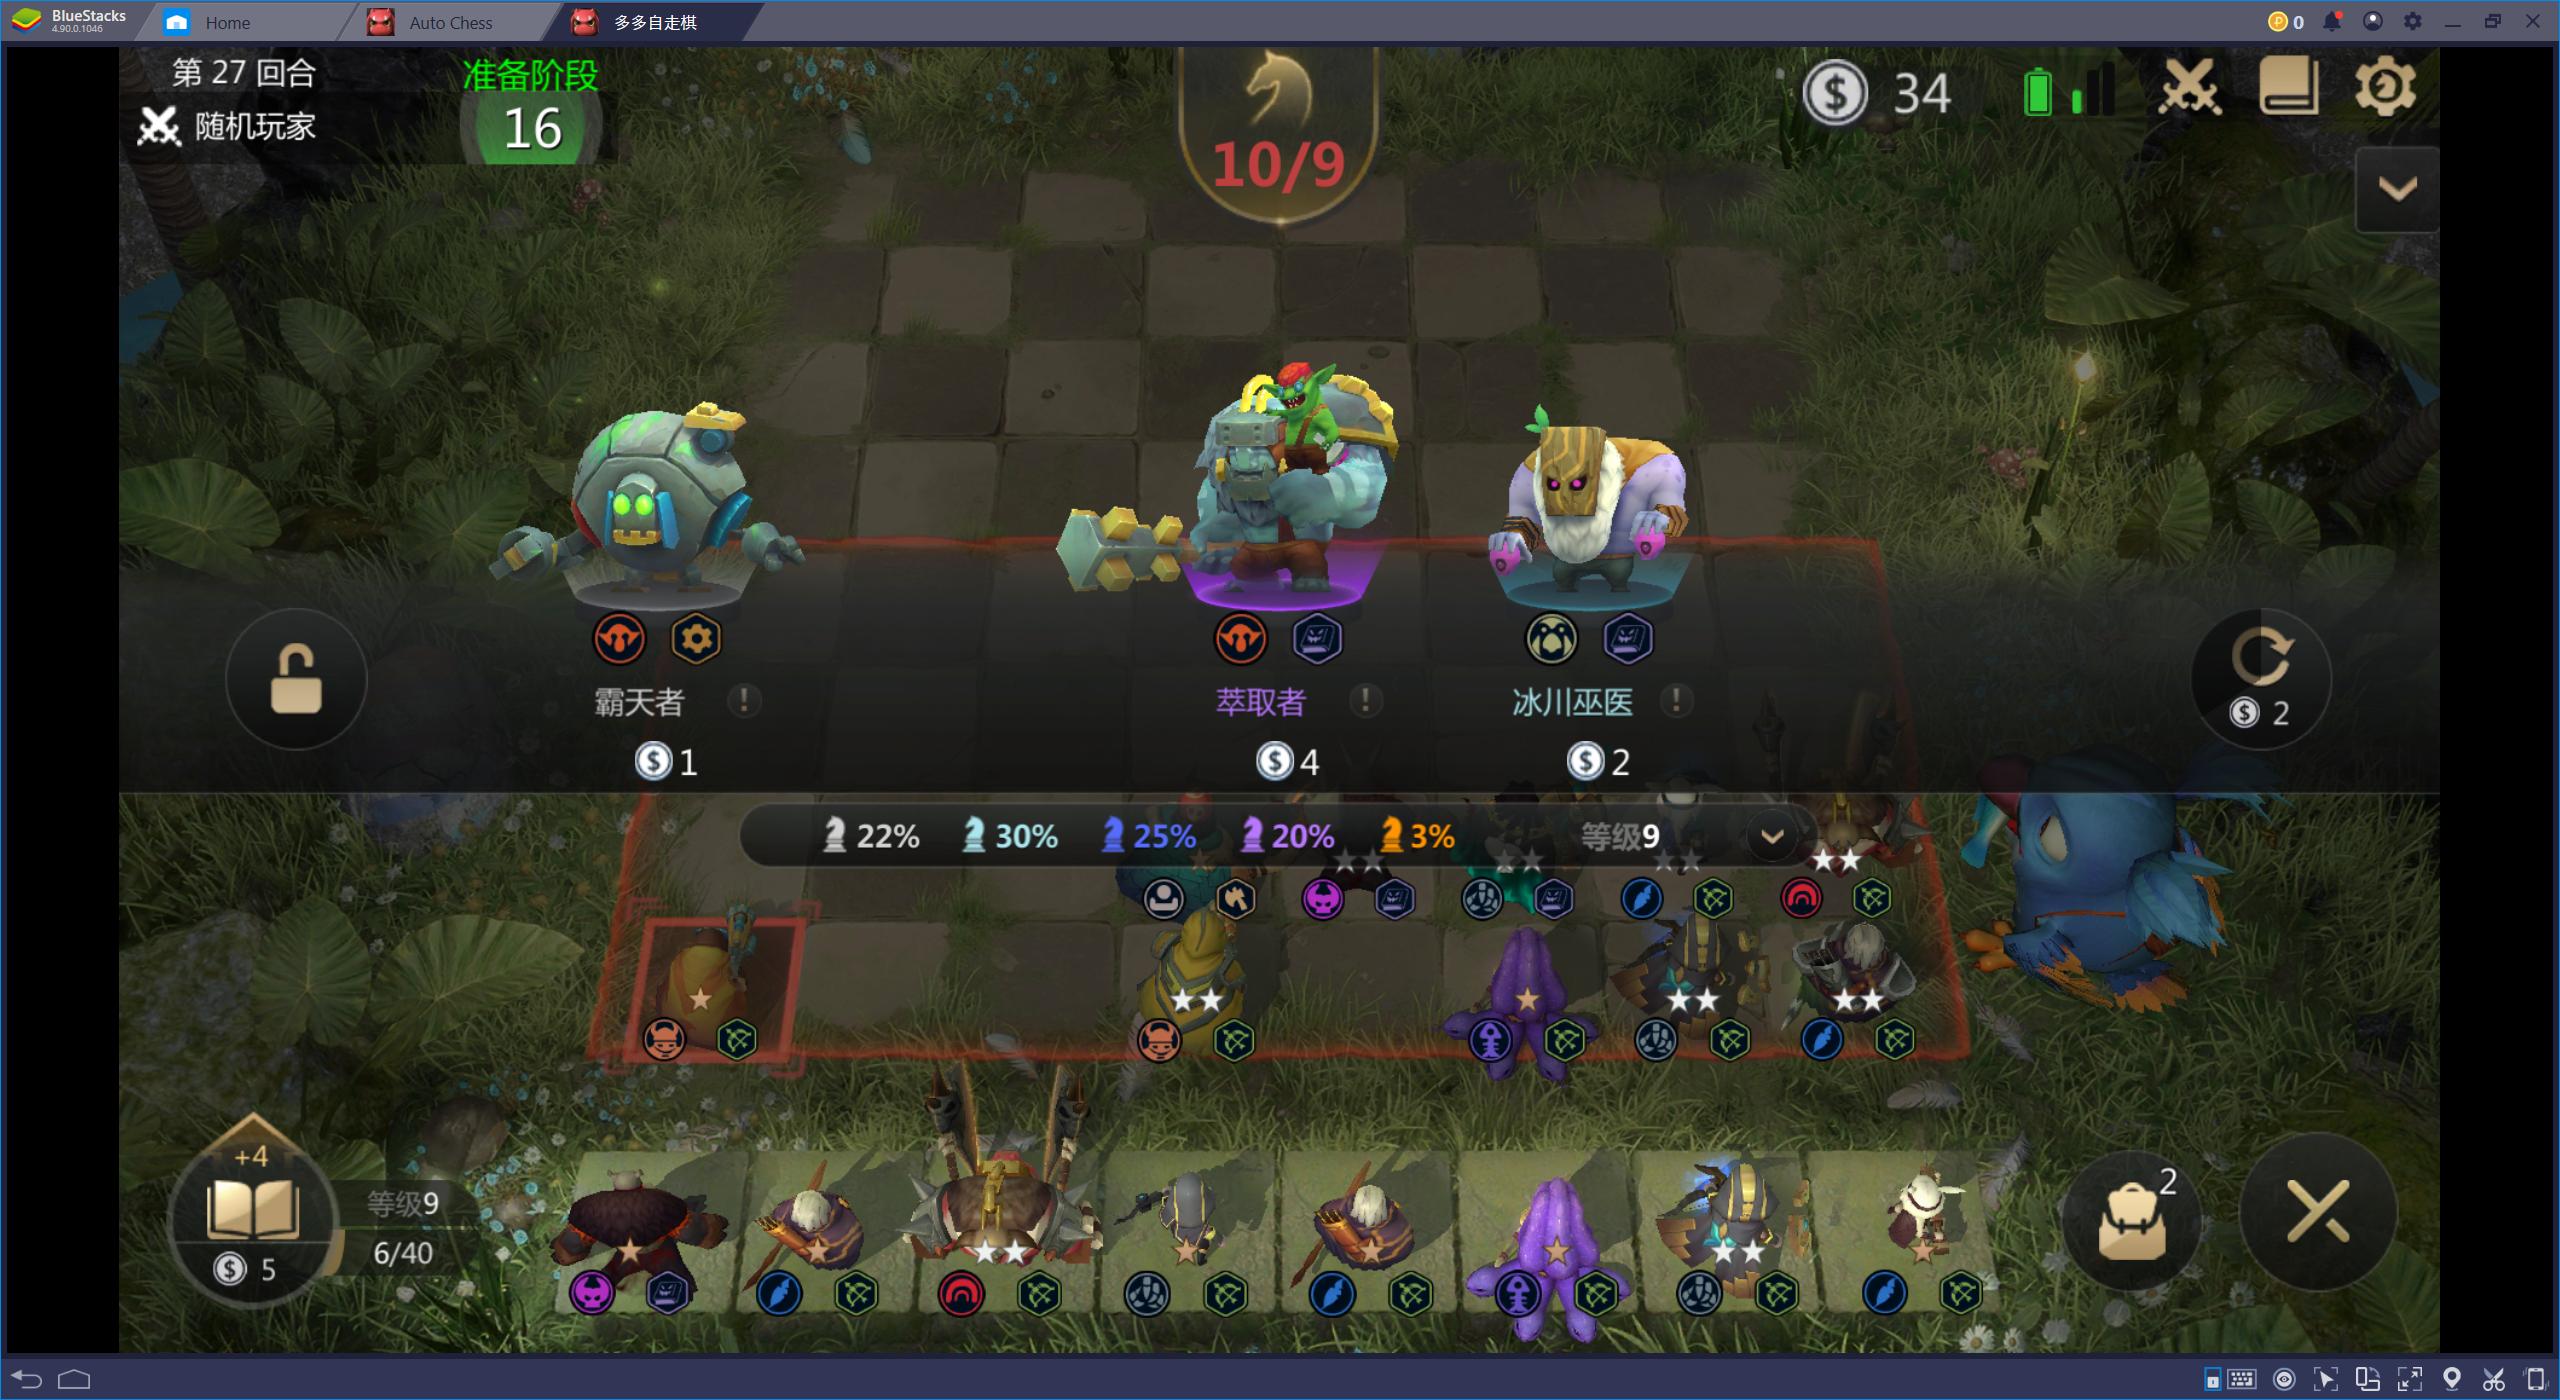 BlueStacks
4.90.0.1046
Home
Auto Chess
多多自走棋
0
第 27 回合
准备阶段
16
随机玩家
10/9
34
霸天者
!
1
萃取者
!
4
冰川巫医
!
2
2
22%
30%
25%
20%
3%
等级9
+4
5
等级9
6/40
2